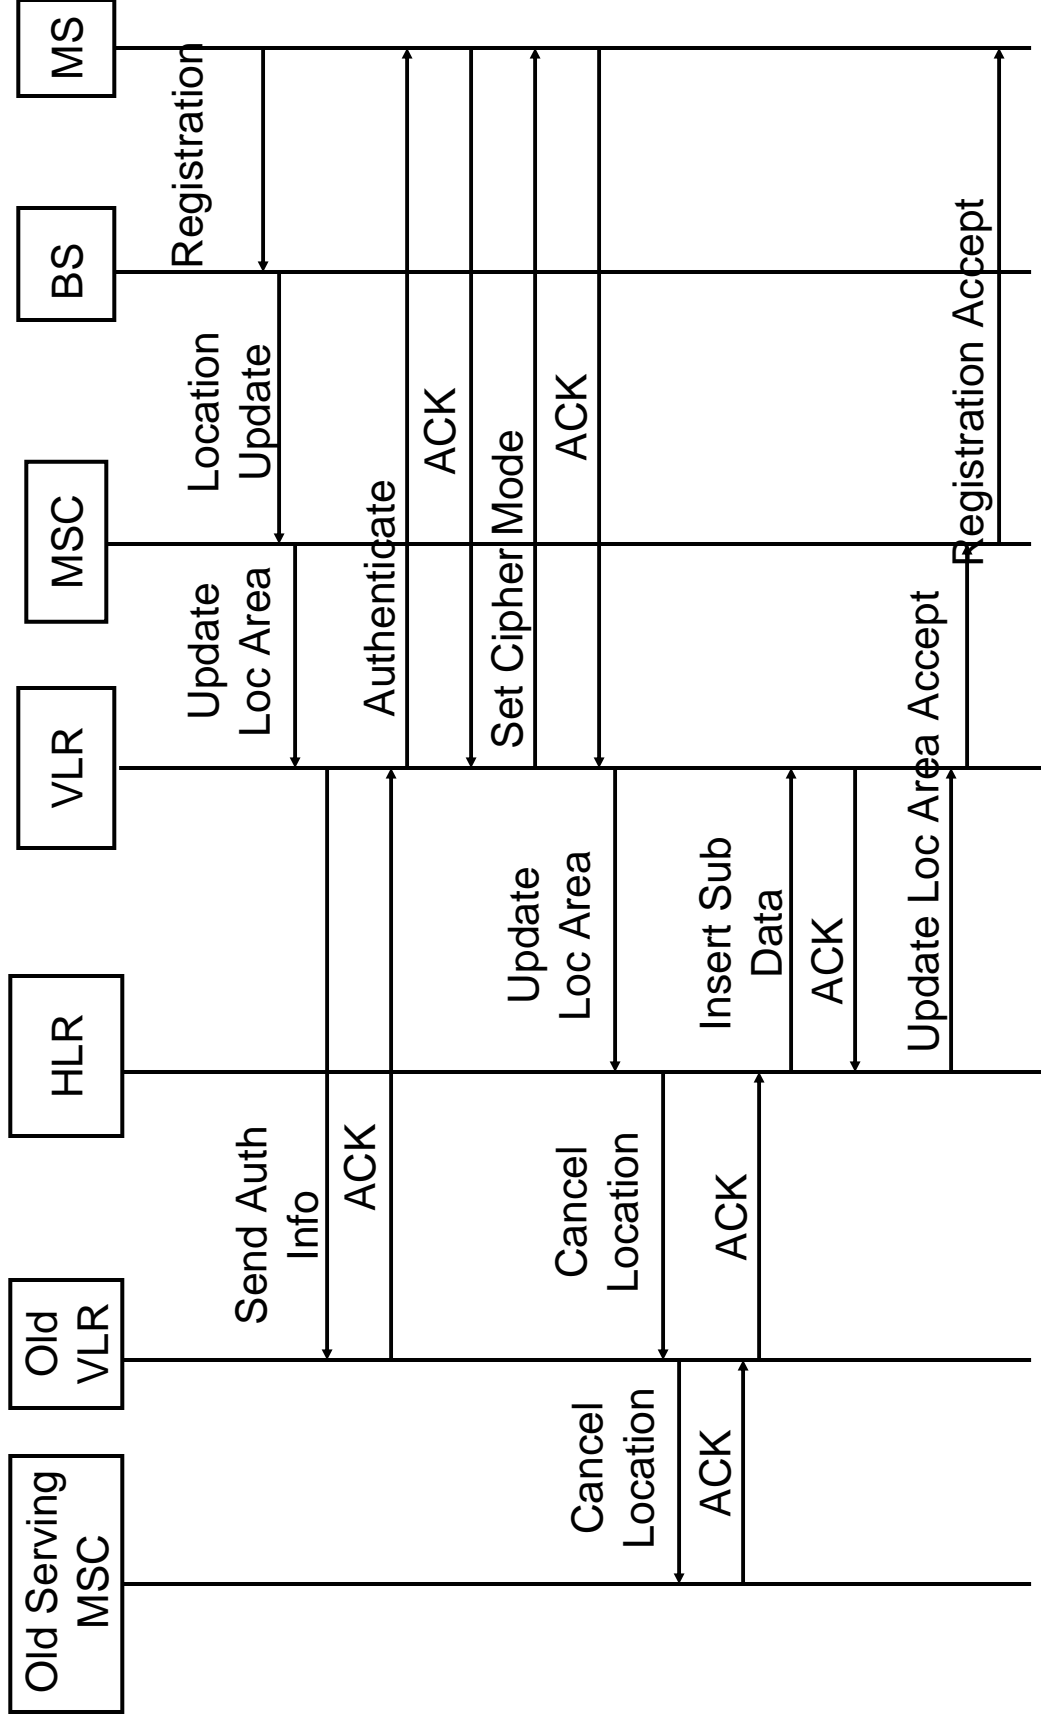 Old Serving
MSC
Old
VLR
HLR
VLR
MSC
BS
MS
Registration
Location
Update
Update
Loc Area
Send Auth
Info
ACK
Authenticate
ACK
Set Cipher Mode
ACK
Update
Loc Area
Cancel
Location
Cancel
Location
ACK
ACK
Insert Sub
Data
ACK
Update Loc Area Accept
Registration Accept